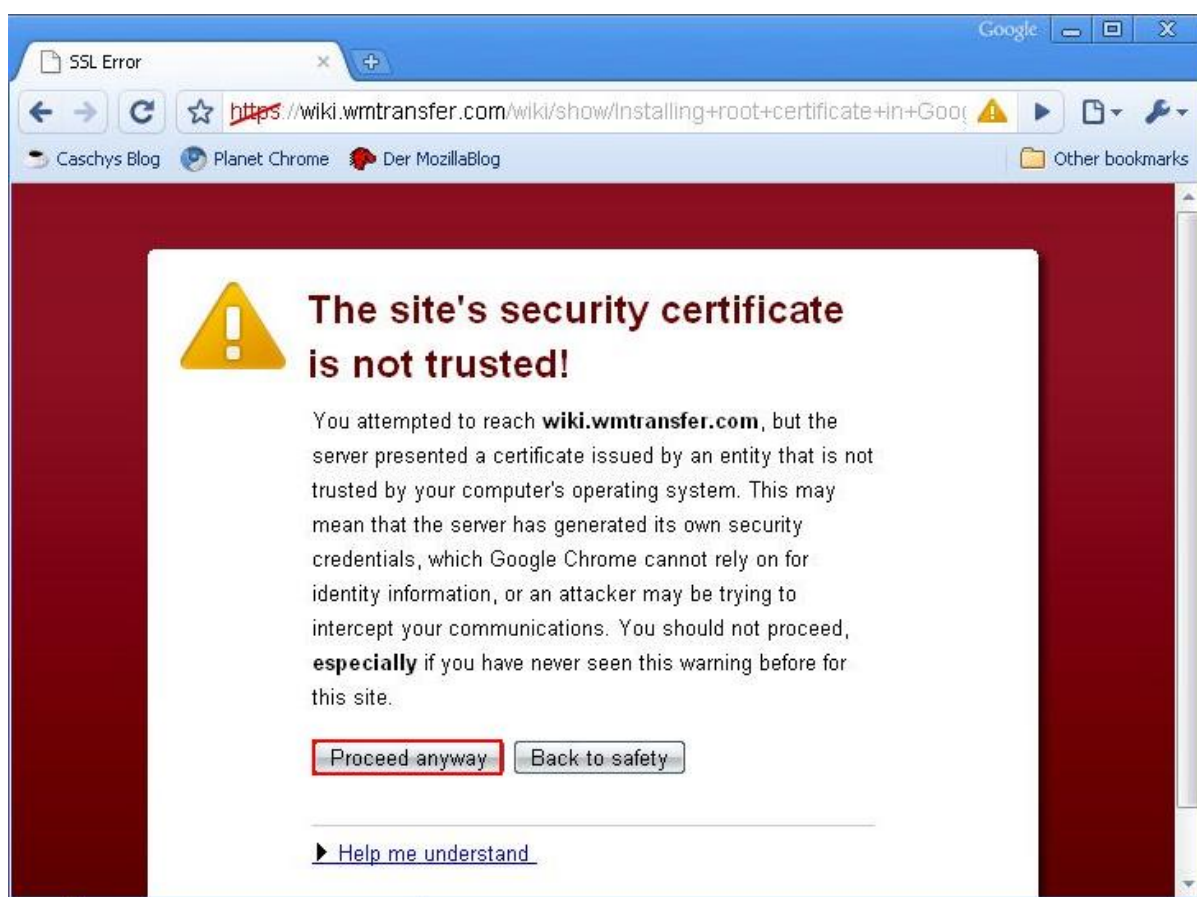 Google
SSL Error
https://wiki.wmtransfer.com/wiki/show/Installing+root+certificate+in+Goo
Caschys Blog Planet Chrome Der MozillaBlog Other bookmarks
The site's security certificate
is not trusted!
You attempted to reach wiki.wmtransfer.com, but the
server presented a certificate issued by an entity that is not
trusted by your computer's operating system. This may
mean that the server has generated its own security
credentials, which Google Chrome cannot rely on for
identity information, or an attacker may be trying to
intercept your communications. You should not proceed,
especially if you have never seen this warning before for
this site.
Proceed anyway Back to safety
Help me understand